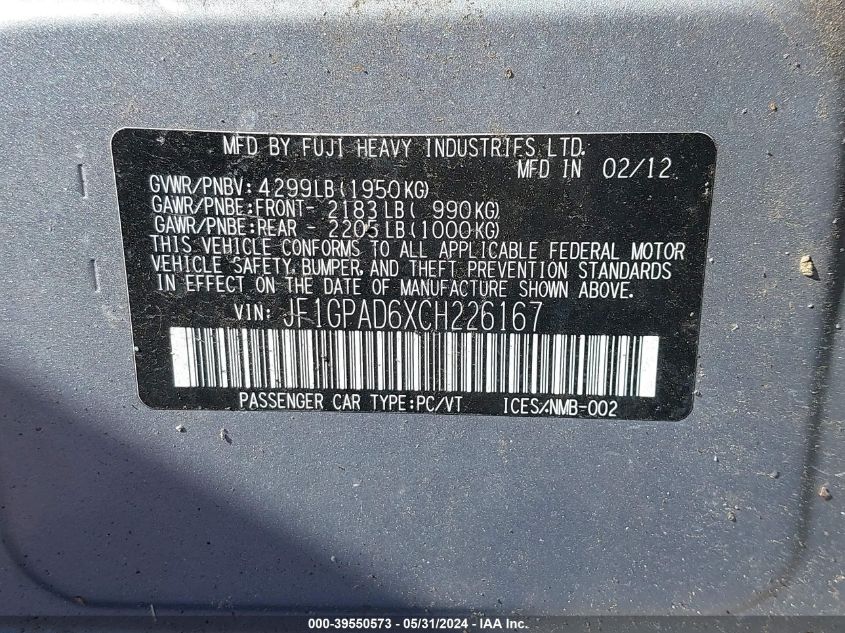 MFD BY FUJI HEAVY INDUSTRIES LTD.
MFD IN 02/12
GVWR/PNBV: 4299LB (1950KG)
GAWR/PNBE: FRONT- 2183LB ( 990KG)
GAWR/PNBE: REAR - 2205LB (1000KG)
THIS VEHICLE CONFORMS TO ALL APPLICABLE FEDERAL MOTOR
VEHICLE SAFETY, BUMPER, AND THEFT PREVENTION STANDARDS
IN EFFECT ON THE DATE OF MANUFACTURE SHOWN ABOVE.
VIN: JF1GPAD6XCH226167
PASSENGER CAR TYPE: PC/VT ICES/NMB-002
000-39550573 - 05/31/2024 - IAAI.com